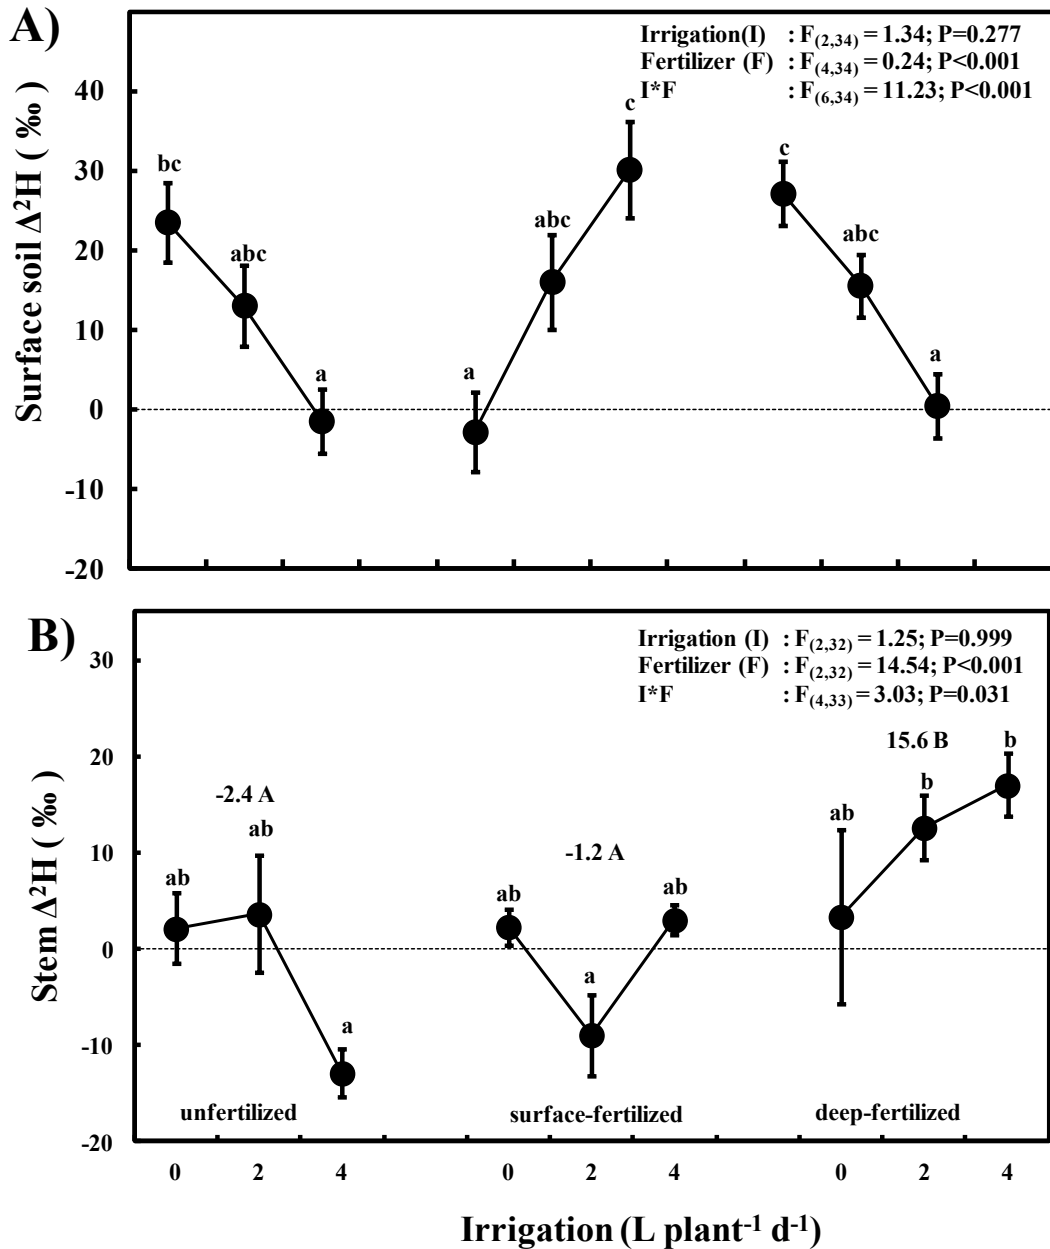 A)
Irrigation(I) : F(2,34) = 1.34; P=0.277
Fertilizer (F) : F(4,34) = 0.24; P<0.001
I*F : F(6,34) = 11.23; P<0.001
Surface soil Δ²H ( ‰ )
40
30
20
10
0
-10
-20
bc
abc
a
a
abc
c
c
abc
a
B)
Irrigation (I) : F(2,32) = 1.25; P=0.999
Fertilizer (F) : F(2,32) = 14.54; P<0.001
I*F : F(4,33) = 3.03; P=0.031
Stem Δ²H ( ‰ )
30
20
10
0
-10
-20
-2.4 A
ab
ab
a
-1.2 A
ab
a
ab
15.6 B
ab
b
b
unfertilized
surface-fertilized
deep-fertilized
0 2 4 0 2 4 0 2 4
Irrigation (L plant⁻¹ d⁻¹)